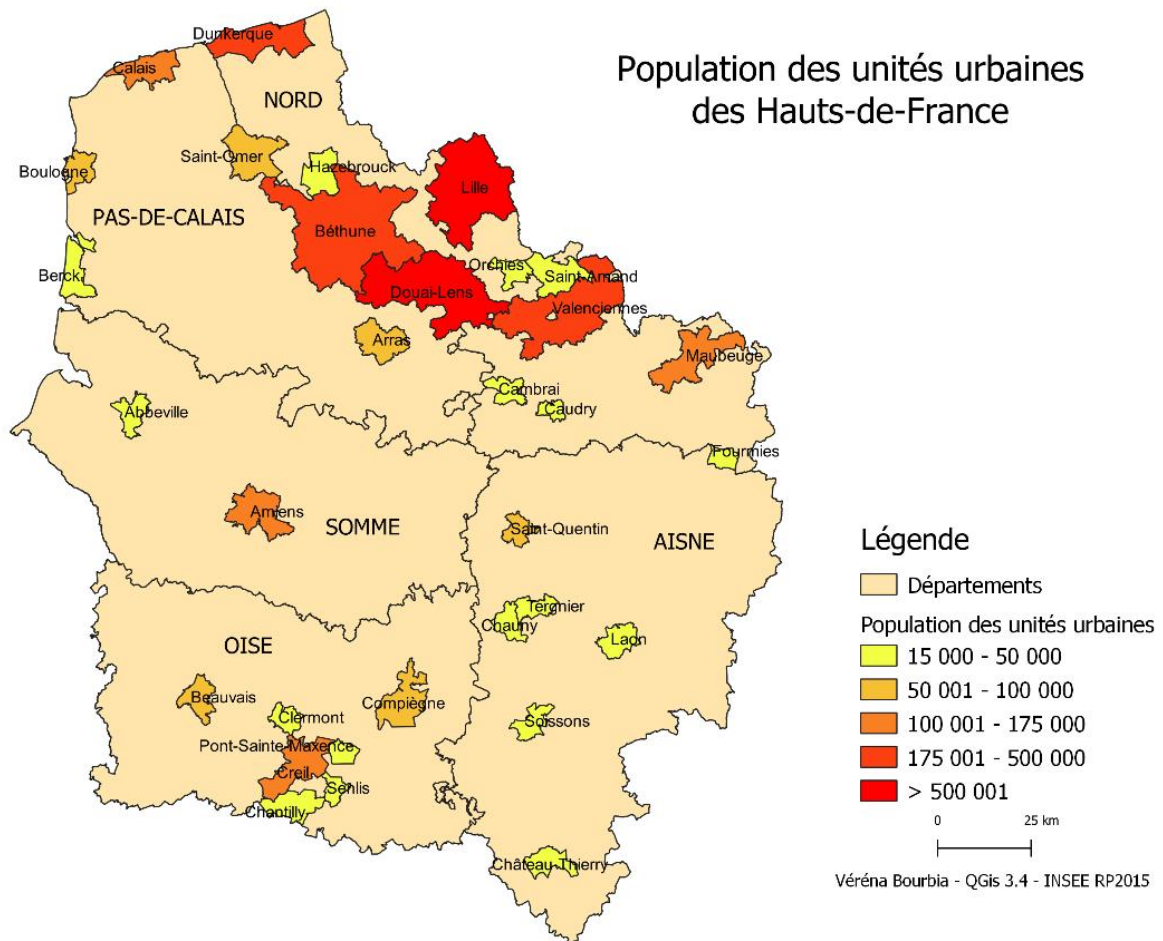 Population des unités urbaines
des Hauts-de-France
Dunkerque
Calais
NORD
Saint-Omer
Hazebrouck
Boulogne
Lille
PAS-DE-CALAIS
Béthune
Berck
Orchies
Saint-Amand
Douai-Lens
Valenciennes
Arras
Maubeuge
Cambrai
Abbeville
Caudry
Fourmies
Amiens
SOMME
Saint-Quentin
AISNE
Tergnier
Chauny
Laon
OISE
Beauvais
Compiègne
Clermont
Soissons
Pont-Sainte-Maxence
Creil
Senlis
Chantilly
Château-Thierry
Légende
Départements
Population des unités urbaines
15 000 - 50 000
50 001 - 100 000
100 001 - 175 000
175 001 - 500 000
> 500 001
0 25 km
Véréna Bourbia - QGis 3.4 - INSEE RP2015